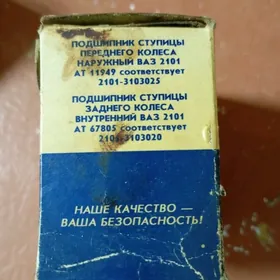 ПОДШИПНИК СТУПИЦЫ
ПЕРЕДНЕГО КОЛЕСА
НАРУЖНЫЙ ВАЗ 2101
АТ 11949 соответствует
2101-3103025
ПОДШИПНИК СТУПИЦЫ
ЗАДНЕГО КОЛЕСА
ВНУТРЕННИЙ ВАЗ 2101
АТ 67805 соответствует
2101-3103020
НАШЕ КАЧЕСТВО —
ВАША БЕЗОПАСНОСТЬ!